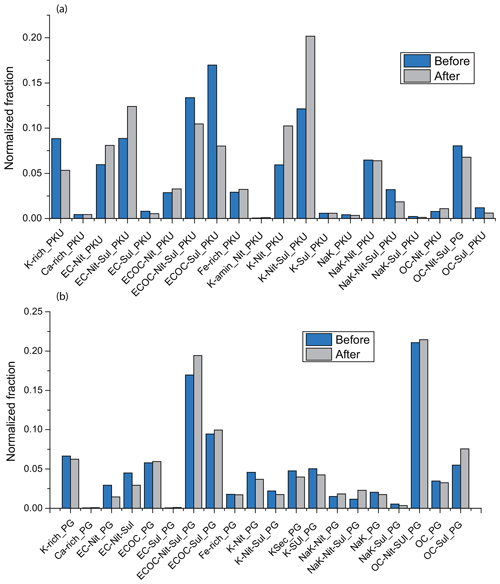 (a)
Normalized fraction
0.20
0.15
0.10
0.05
0.00
Before
After
K-rich_PKU
Ca-rich_PKU
EC-Nit_PKU
EC-Nit-Sul_PKU
EC-Sul_PKU
ECOC-Nit_PKU
ECOC-Nit-Sul_PKU
ECOC-Sul_PKU
Fe-rich_PKU
K-amin_Nit_PKU
K-Nit_PKU
K-Nit-Sul_PKU
K-Sul_PKU
NaK_PKU
NaK-Nit_PKU
NaK-Nit-Sul_PKU
NaK-Sul_PKU
OC-Nit_PKU
OC-Nit-Sul_PG
OC-Sul_PKU
(b)
Normalized fraction
0.25
0.20
0.15
0.10
0.05
0.00
Before
After
K-rich_PG
Ca-rich_PG
EC-Nit_PG
EC-Nit-Sul
ECOC_PG
EC-Sul_PG
ECOC-Nit-Sul_PG
ECOC-Sul_PG
Fe-rich_PG
K-Nit_PG
K-Nit-Sul_PG
KSec_PG
K-SUl_PG
NaK-Nit_PG
NaK-Nit-Sul_PG
NaK_PG
NaK-Sul_PG
OC-Nit-Sul_PG
OC_PG
OC-Sul_PG